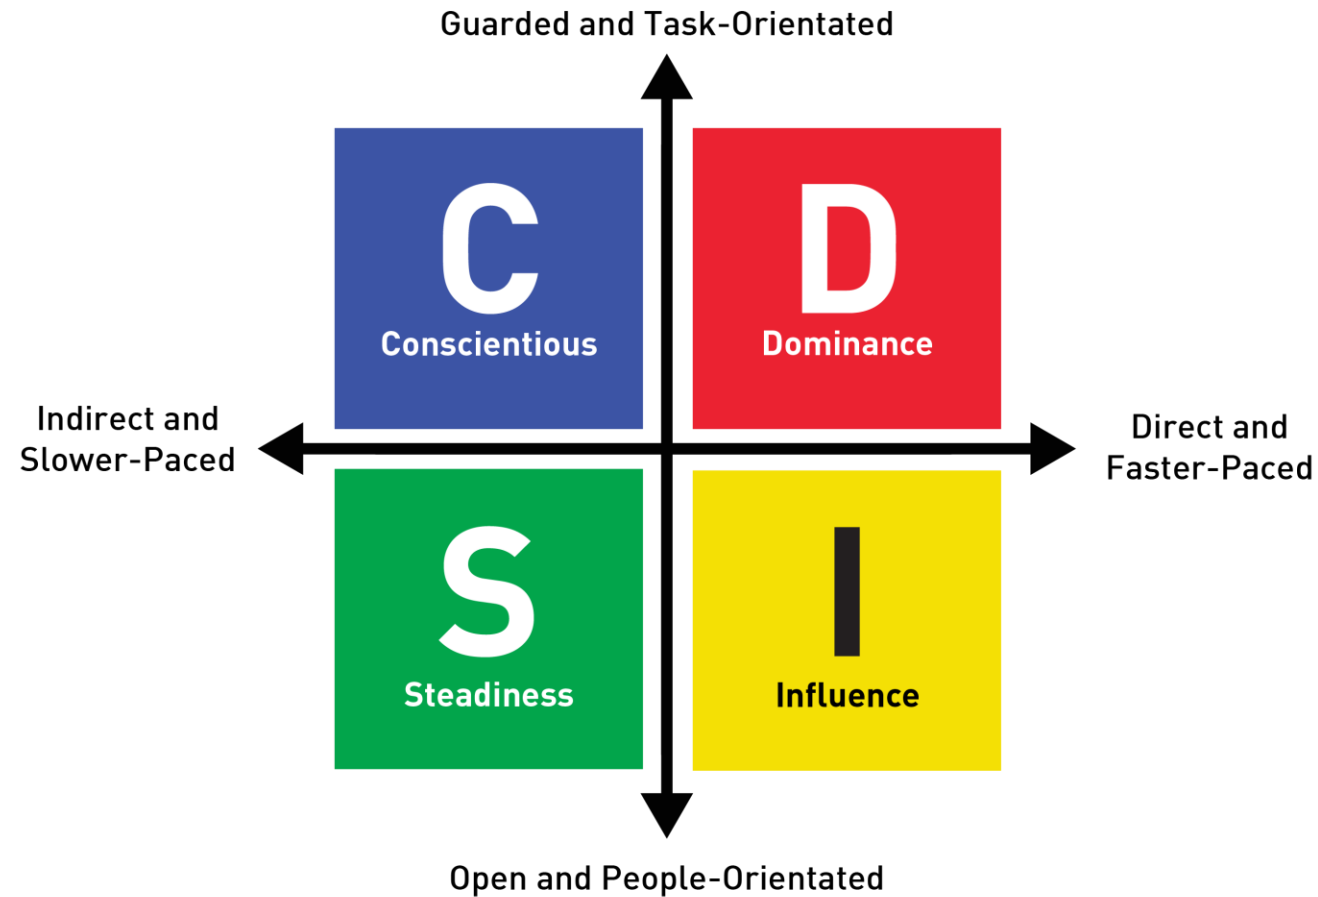 Guarded and Task-Orientated
C
Conscientious
D
Dominance
Indirect and
Slower-Paced
Direct and
Faster-Paced
S
Steadiness
I
Influence
Open and People-Orientated